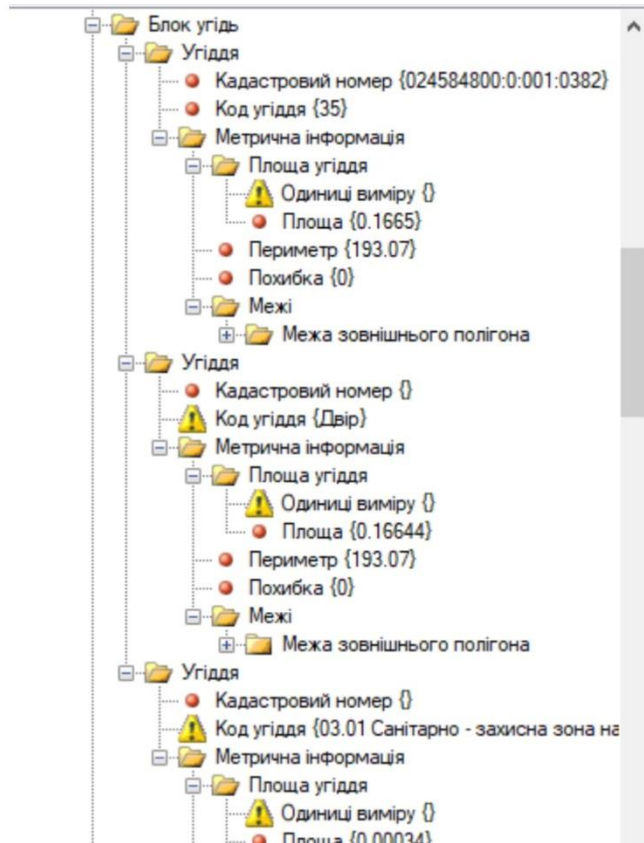 Блок угідь
Угіддя
Кадастровий номер {024584800:0:001:0382}
Код угіддя {35}
Метрична інформація
Площа угіддя
Одиниці виміру {}
Площа {0.1665}
Периметр {193.07}
Похибка {0}
Межі
Межа зовнішнього полігона
Угіддя
Кадастровий номер {}
Код угіддя {Двір}
Метрична інформація
Площа угіддя
Одиниці виміру {}
Площа {0.16644}
Периметр {193.07}
Похибка {0}
Межі
Межа зовнішнього полігона
Угіддя
Кадастровий номер {}
Код угіддя {03.01 Санітарно - захисна зона на
Метрична інформація
Площа угіддя
Одиниці виміру {}
Площа {0.00034}